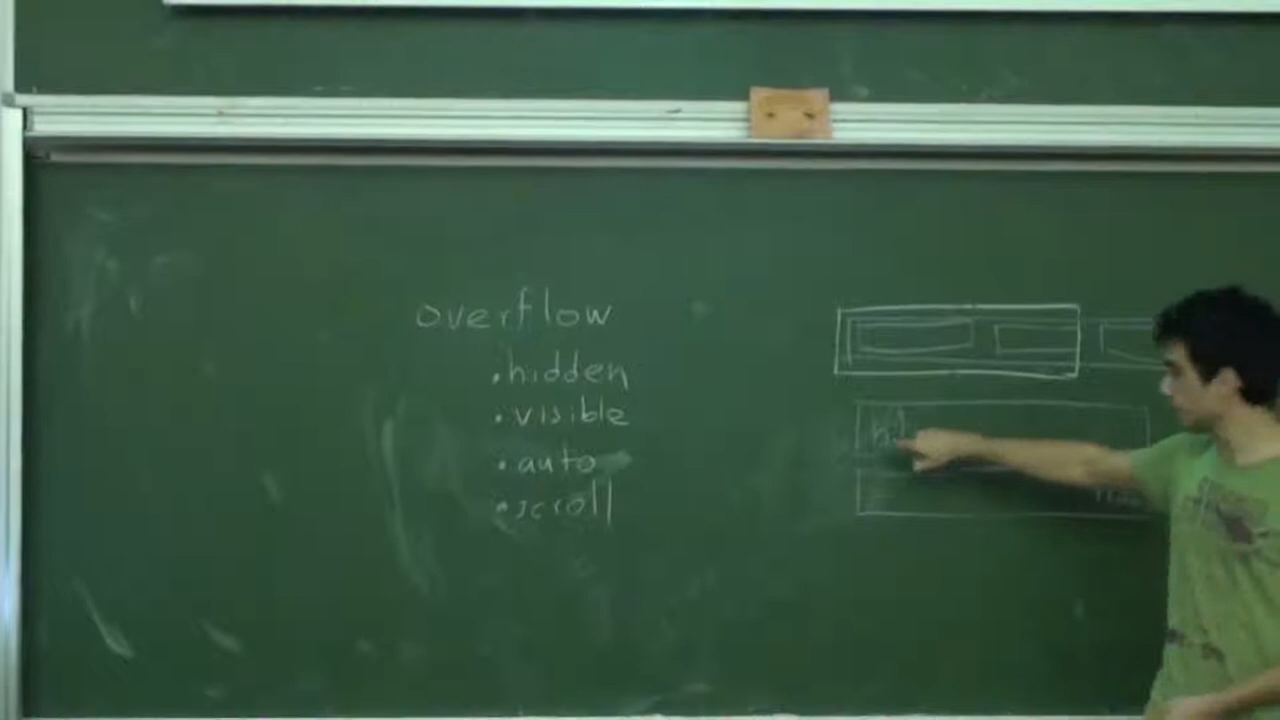 overflow
.hidden
.visible
.auto
.scroll